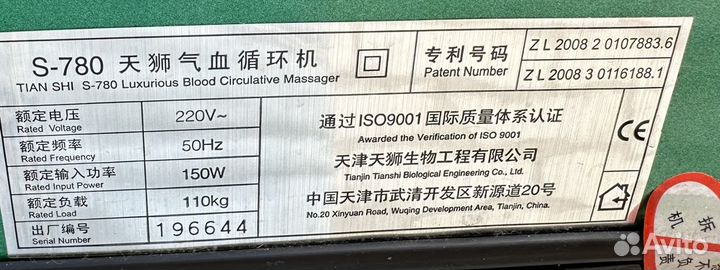 S-780 天狮气血循环机
TIAN SHI S-780 Luxurious Blood Circulative Massager
专利号码
Patent Number
ZL 2008 2 0107883.6
ZL 2008 3 0116188.1
额定电压
Rated Voltage
220V~
额定频率
Rated Frequency
50Hz
额定输入功率
Rated Input Power
150W
额定负载
Rated Load
110kg
出厂编号
Serial Number
196644
通过ISO9001国际质量体系认证
Awarded the Verification of ISO 9001
天津天狮生物工程有限公司
Tianjin Tianshi Biological Engineering Co., Ltd.
中国天津市武清开发区新源道20号
No.20 Xinyuan Road, Wuqing Development Area, Tianjin, China.
CE
拆
机
不
Avito